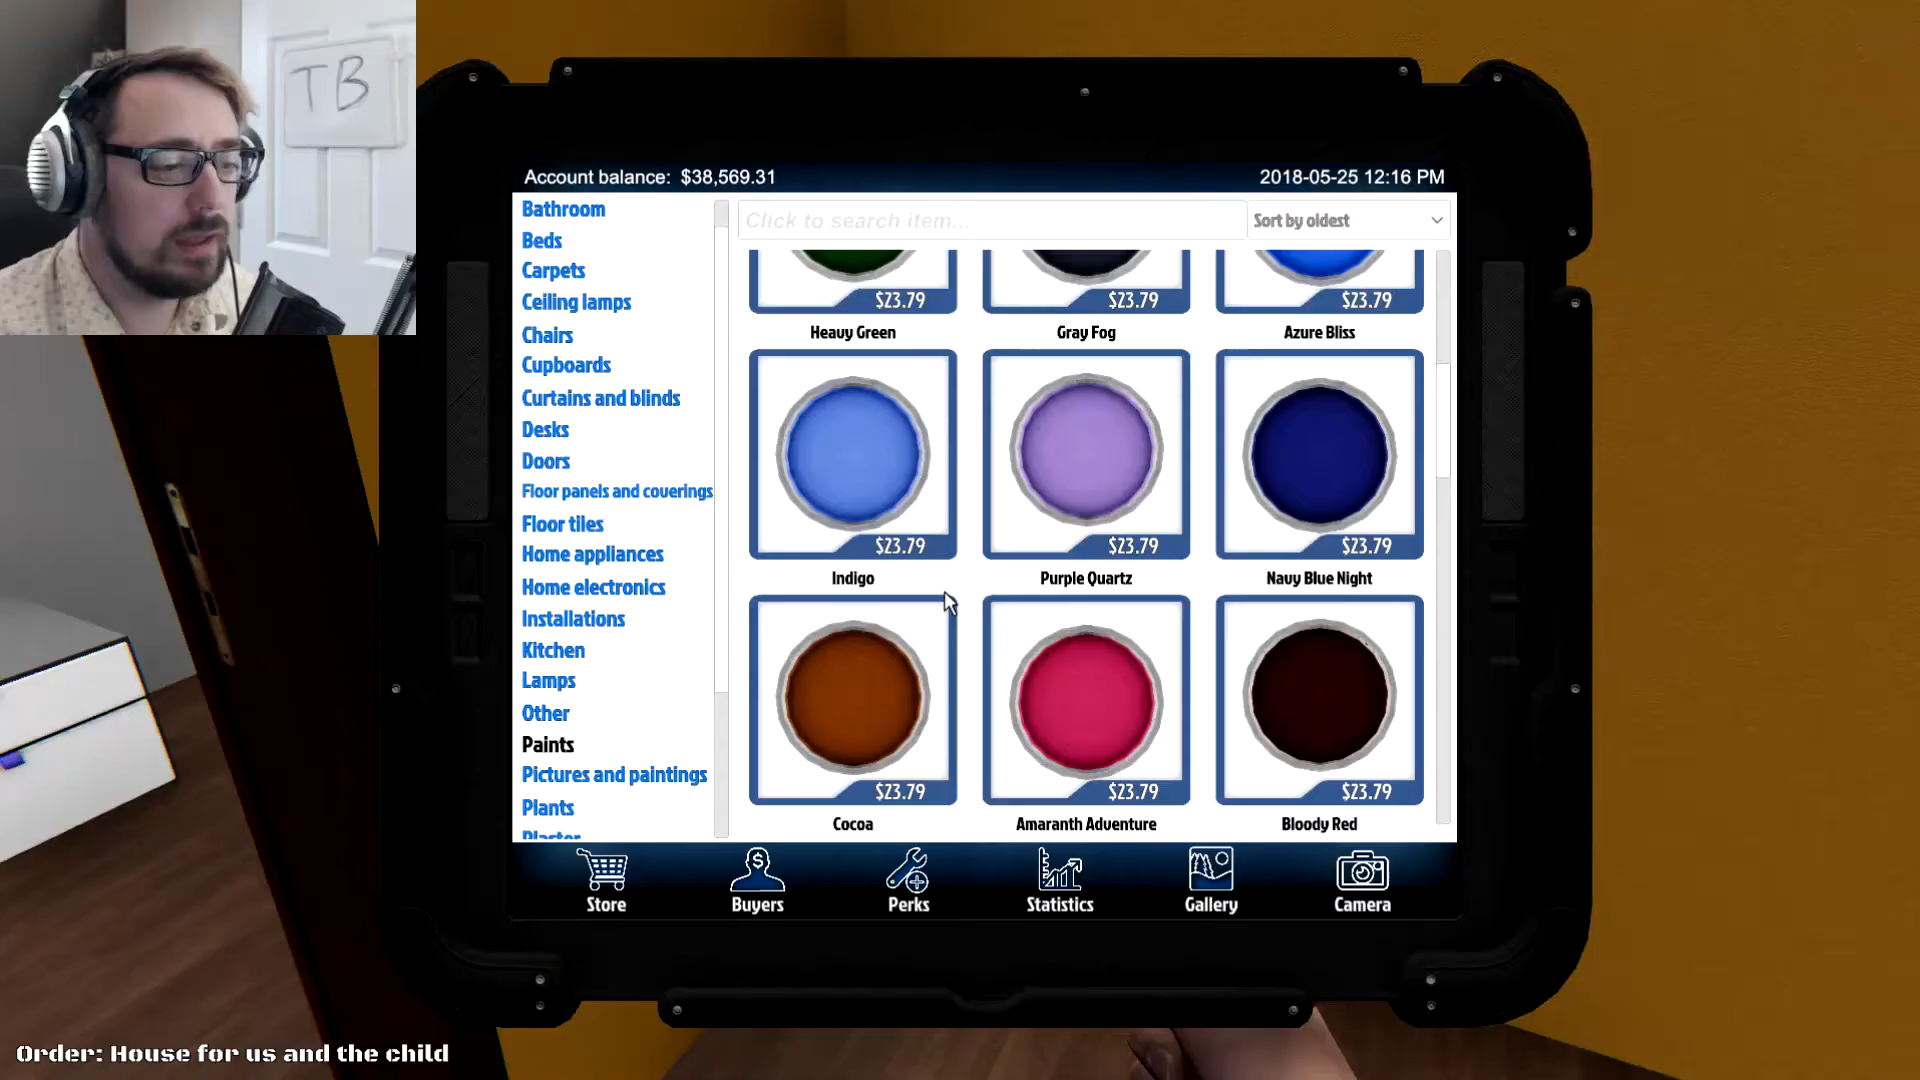 TB
Account balance: $38,569.31
2018-05-25 12:16 PM
Bathroom
Beds
Carpets
Ceiling lamps
Chairs
Cupboards
Curtains and blinds
Desks
Doors
Floor panels and coverings
Floor tiles
Home appliances
Home electronics
Installations
Kitchen
Lamps
Other
Paints
Pictures and paintings
Plants
Plaster
Click to search item...
Sort by oldest
$23.79
$23.79
$23.79
Heavy Green
Gray Fog
Azure Bliss
$23.79
$23.79
$23.79
Indigo
Purple Quartz
Navy Blue Night
$23.79
$23.79
$23.79
Cocoa
Amaranth Adventure
Bloody Red
Store
Buyers
Perks
Statistics
Gallery
Camera
Order: House for us and the child